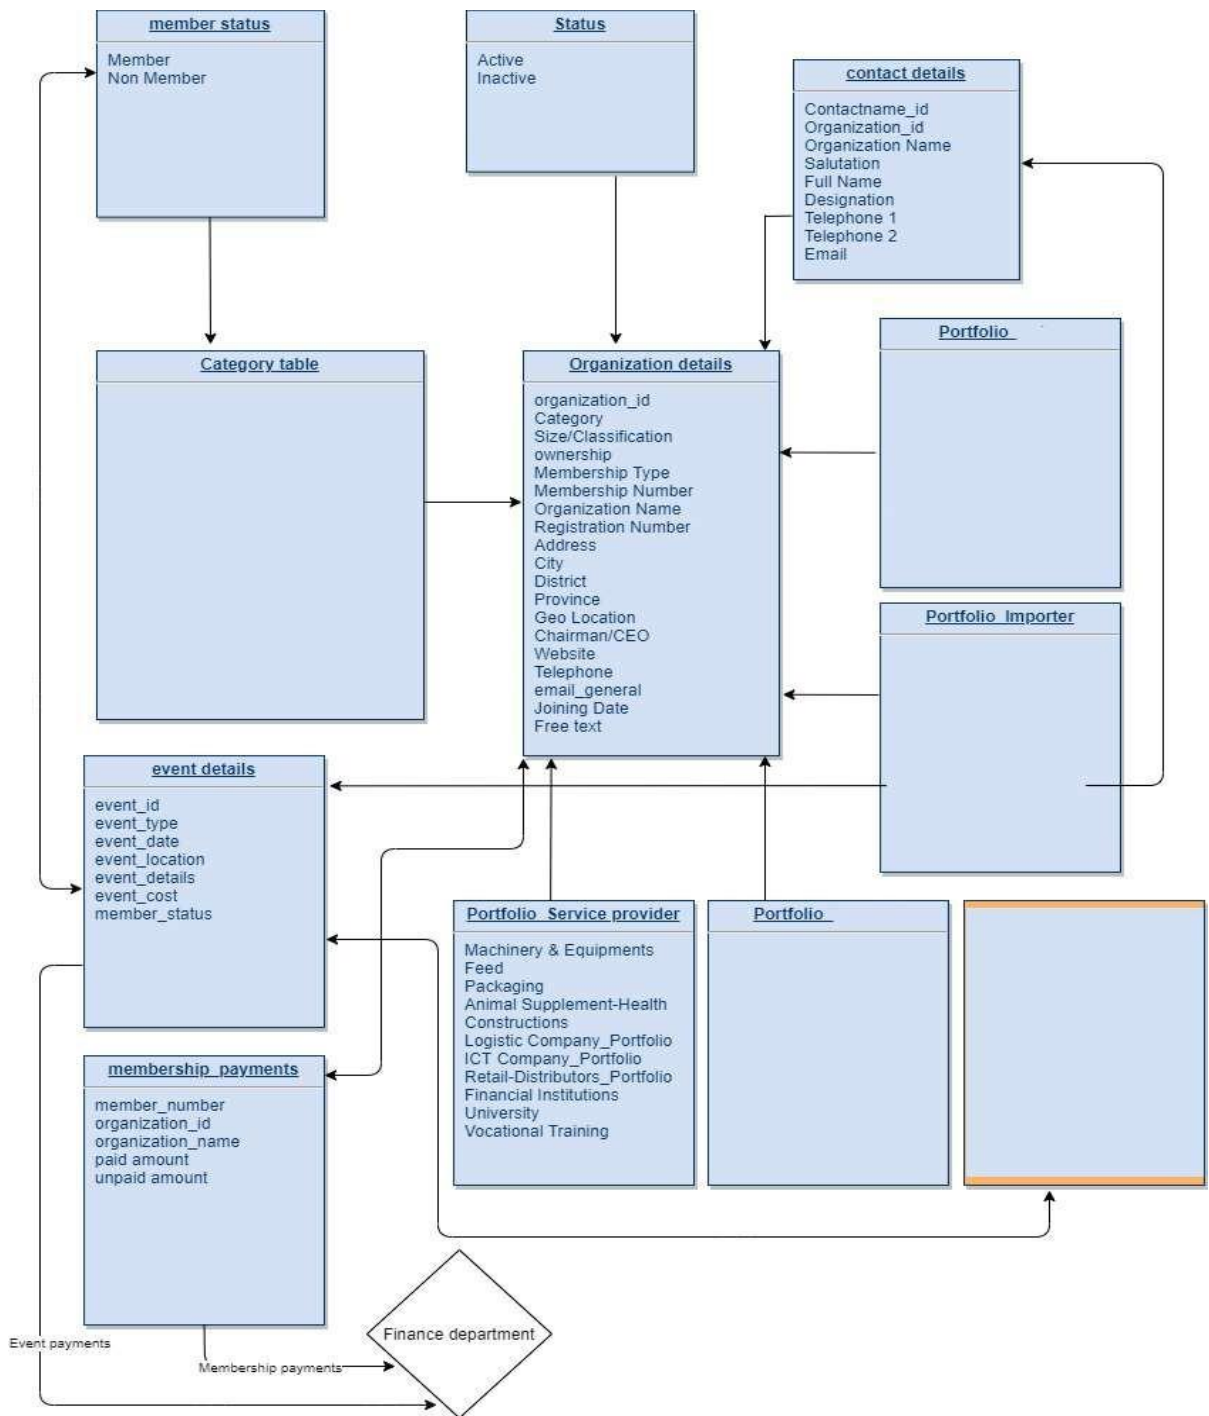 member status
Member
Non Member
Status
Active
Inactive
contact details
Contactname_id
Organization_id
Organization Name
Salutation
Full Name
Designation
Telephone 1
Telephone 2
Email
Category table
Organization details
organization_id
Category
Size/Classification
ownership
Membership Type
Membership Number
Organization Name
Registration Number
Address
City
District
Province
Geo Location
Chairman/CEO
Website
Telephone
email_general
Joining Date
Free text
Portfolio_
Portfolio_Importer
event details
event_id
event_type
event_date
event_location
event_details
event_cost
member_status
membership_payments
member_number
organization_id
organization_name
paid amount
unpaid amount
Portfolio_Service provider
Machinery & Equipments
Feed
Packaging
Animal Supplement-Health
Constructions
Logistic Company_Portfolio
ICT Company_Portfolio
Retail-Distributors_Portfolio
Financial Institutions
University
Vocational Training
Portfolio_
Finance department
Event payments
Membership payments